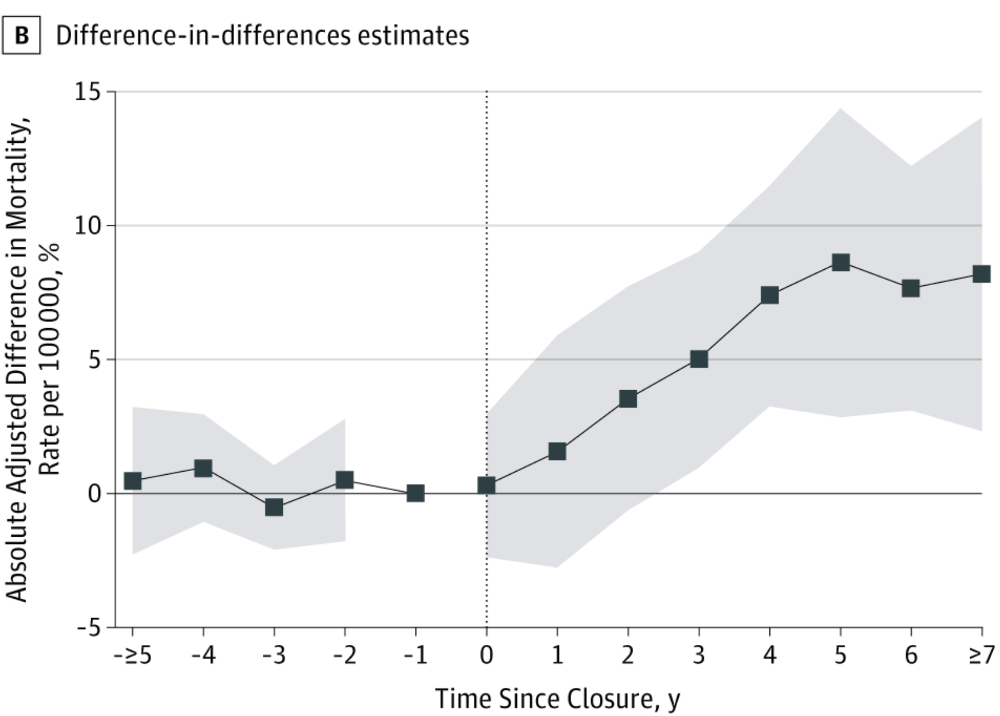 B Difference-in-differences estimates
Absolute Adjusted Difference in Mortality,
Rate per 100 000, %
15
10
5
0
-5
-≥5 -4 -3 -2 -1 0 1 2 3 4 5 6 ≥7
Time Since Closure, y